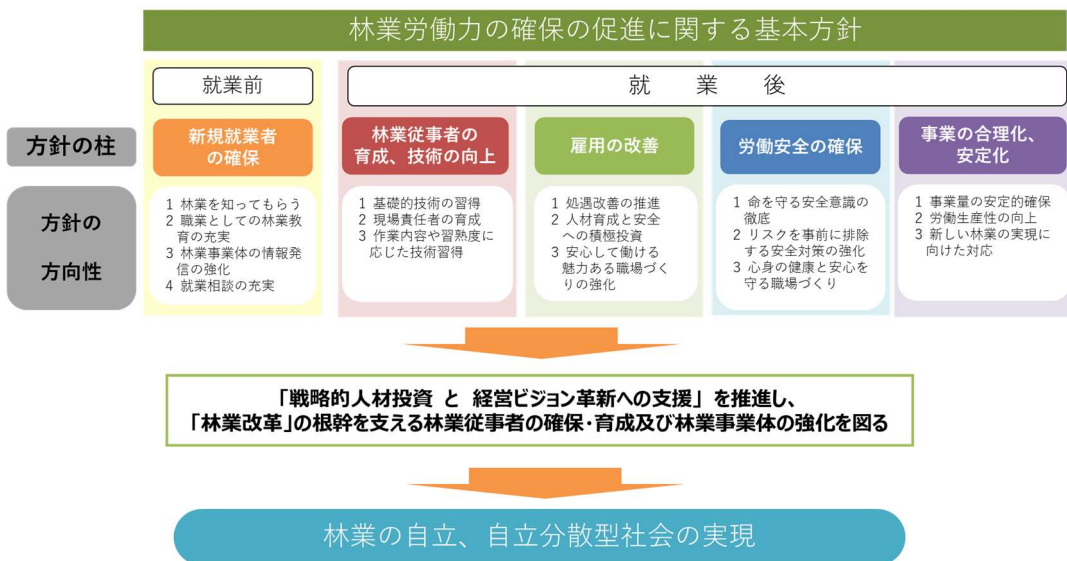 林業労働力の確保の促進に関する基本方針
就業前
就業後
方針の柱
新規就業者
の確保
林業従事者の
育成、技術の向上
雇用の改善
労働安全の確保
事業の合理化、
安定化
方針の
方向性
1 林業を知ってもらう
2 職業としての林業教
育の充実
3 林業事業体の情報発
信の強化
4 就業相談の充実
1 基礎的技術の習得
2 現場責任者の育成
3 作業内容や習熟度に
応じた技術習得
1 処遇改善の推進
2 人材育成と安全
への積極投資
3 安心して働ける
魅力ある職場づく
りの強化
1 命を守る安全意識の
徹底
2 リスクを事前に排除
する安全対策の強化
3 心身の健康と安心を
守る職場づくり
1 事業量の安定的確保
2 労働生産性の向上
3 新しい林業の実現に
向けた対応
「戦略的人材投資 と 経営ビジョン革新への支援」を推進し、
「林業改革」の根幹を支える林業従事者の確保・育成及び林業事業体の強化を図る
林業の自立、自立分散型社会の実現